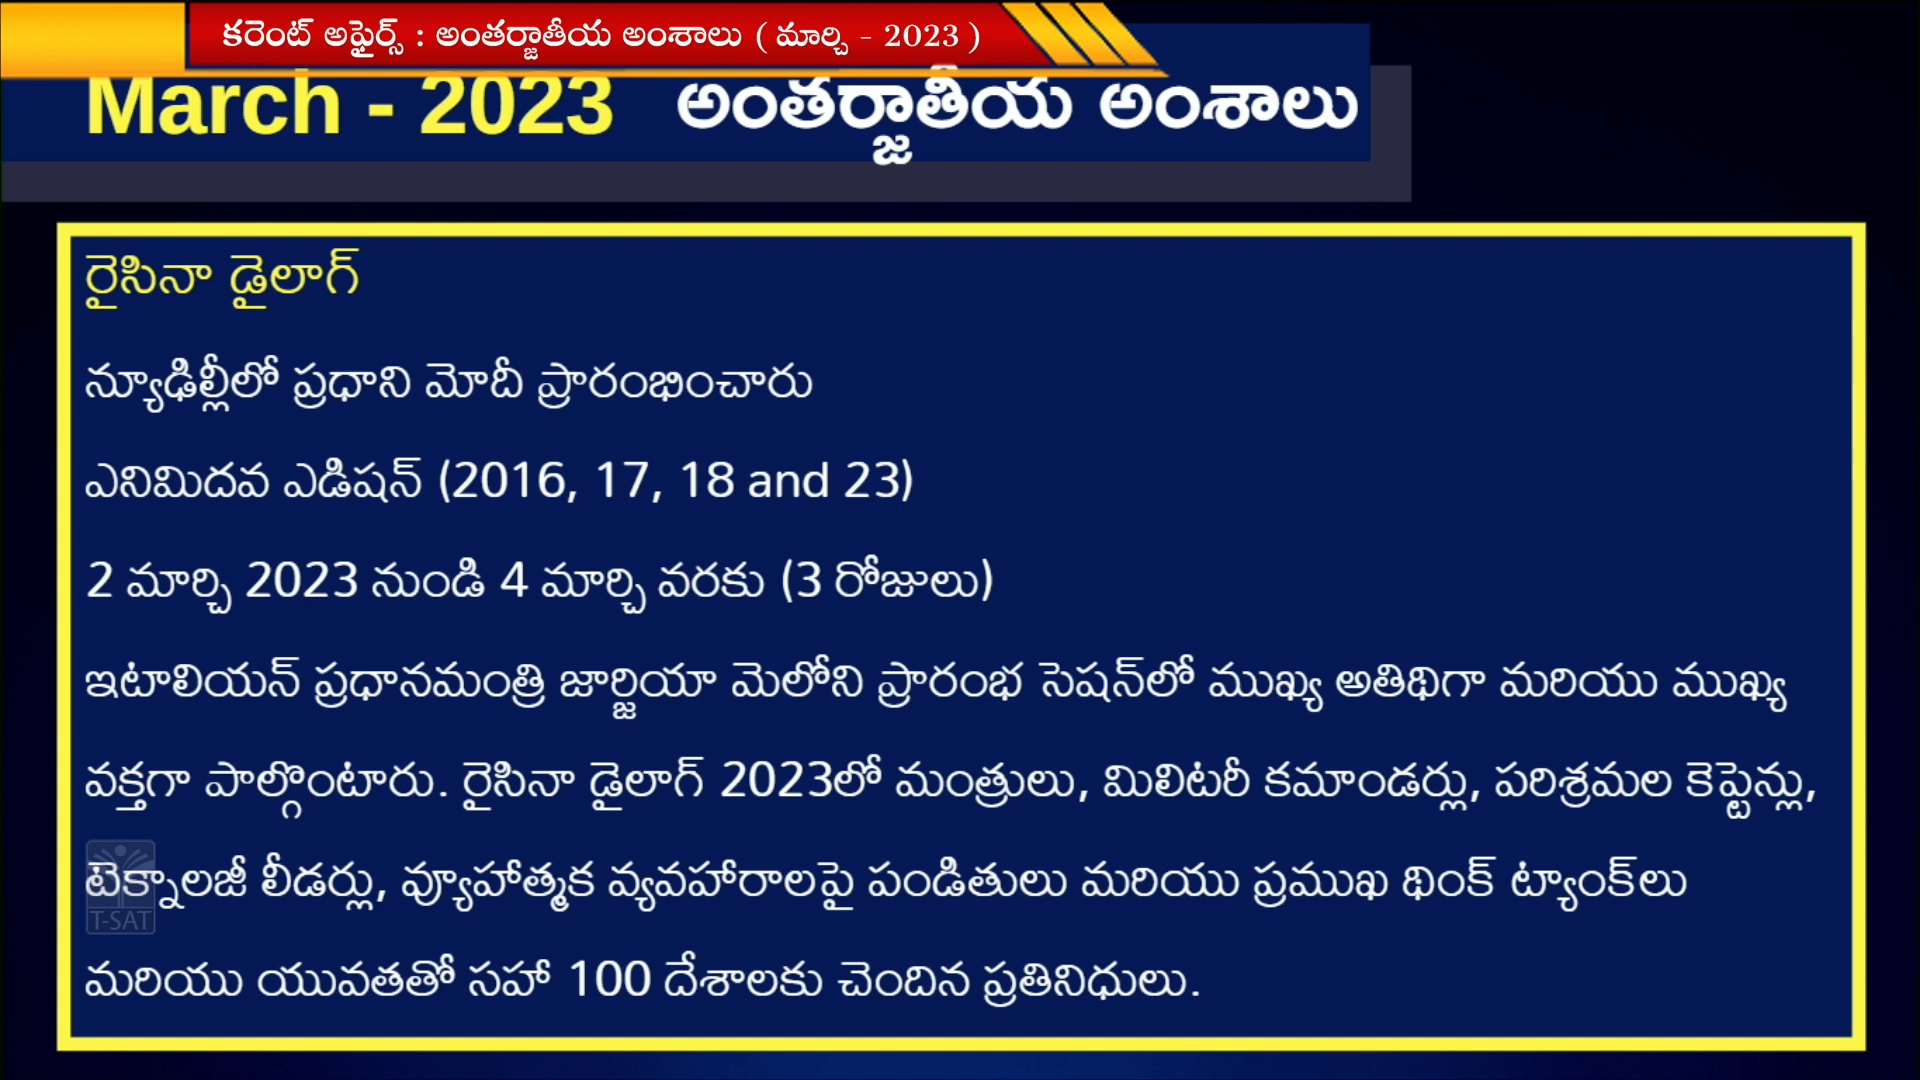 కరెంట్ అఫైర్స్ : అంతర్జాతీయ అంశాలు ( మార్చి - 2023 )
March - 2023 అంతర్జాతీయ అంశాలు
రైసినా డైలాగ్
న్యూఢిల్లీలో ప్రధాని మోదీ ప్రారంభించారు
ఎనిమిదవ ఎడిషన్ (2016, 17, 18 and 23)
2 మార్చి 2023 నుండి 4 మార్చి వరకు (3 రోజులు)
ఇటాలియన్ ప్రధానమంత్రి జార్జియా మెలోని ప్రారంభ సెషన్‌లో ముఖ్య అతిథిగా మరియు ముఖ్య
వక్తగా పాల్గొంటారు. రైసినా డైలాగ్ 2023లో మంత్రులు, మిలిటరీ కమాండర్లు, పరిశ్రమల కెప్టెన్లు,
టెక్నాలజీ లీడర్లు, వ్యూహాత్మక వ్యవహారాలపై పండితులు మరియు ప్రముఖ థింక్ ట్యాంక్‌లు
T-SAT
మరియు యువతతో సహా 100 దేశాలకు చెందిన ప్రతినిధులు.